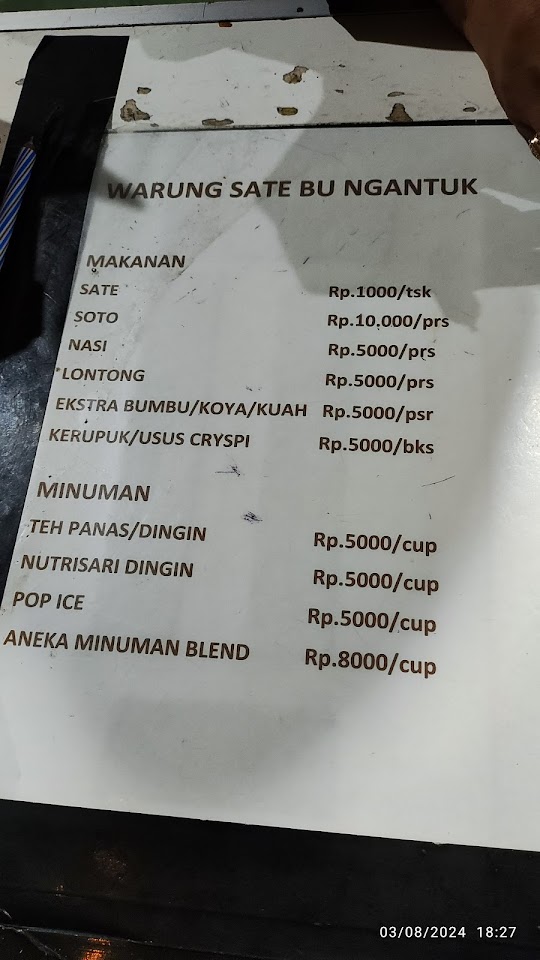 WARUNG SATE BU NGANTUK
MAKANAN
SATE Rp.1000/tsk
SOTO Rp.10.000/prs
NASI Rp.5000/prs
LONTONG Rp.5000/prs
EKSTRA BUMBU/KOYA/KUAH Rp.5000/psr
KERUPUK/USUS CRYSPI Rp.5000/bks
MINUMAN
TEH PANAS/DINGIN Rp.5000/cup
NUTRISARI DINGIN Rp.5000/cup
POP ICE Rp.5000/cup
ANEKA MINUMAN BLEND Rp.8000/cup
03/08/2024 18:27